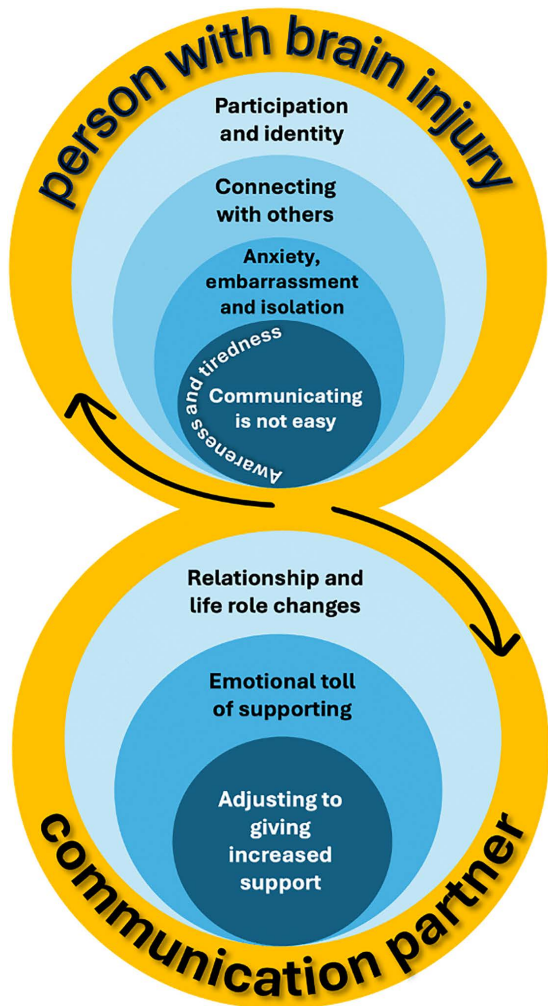 person with brain injury
Participation
and identity
Connecting
with others
Anxiety,
embarrassment
and isolation
Awareness and tiredness
Communicating
is not easy
Relationship and
life role changes
Emotional toll
of supporting
Adjusting to
giving
increased
support
communication partner